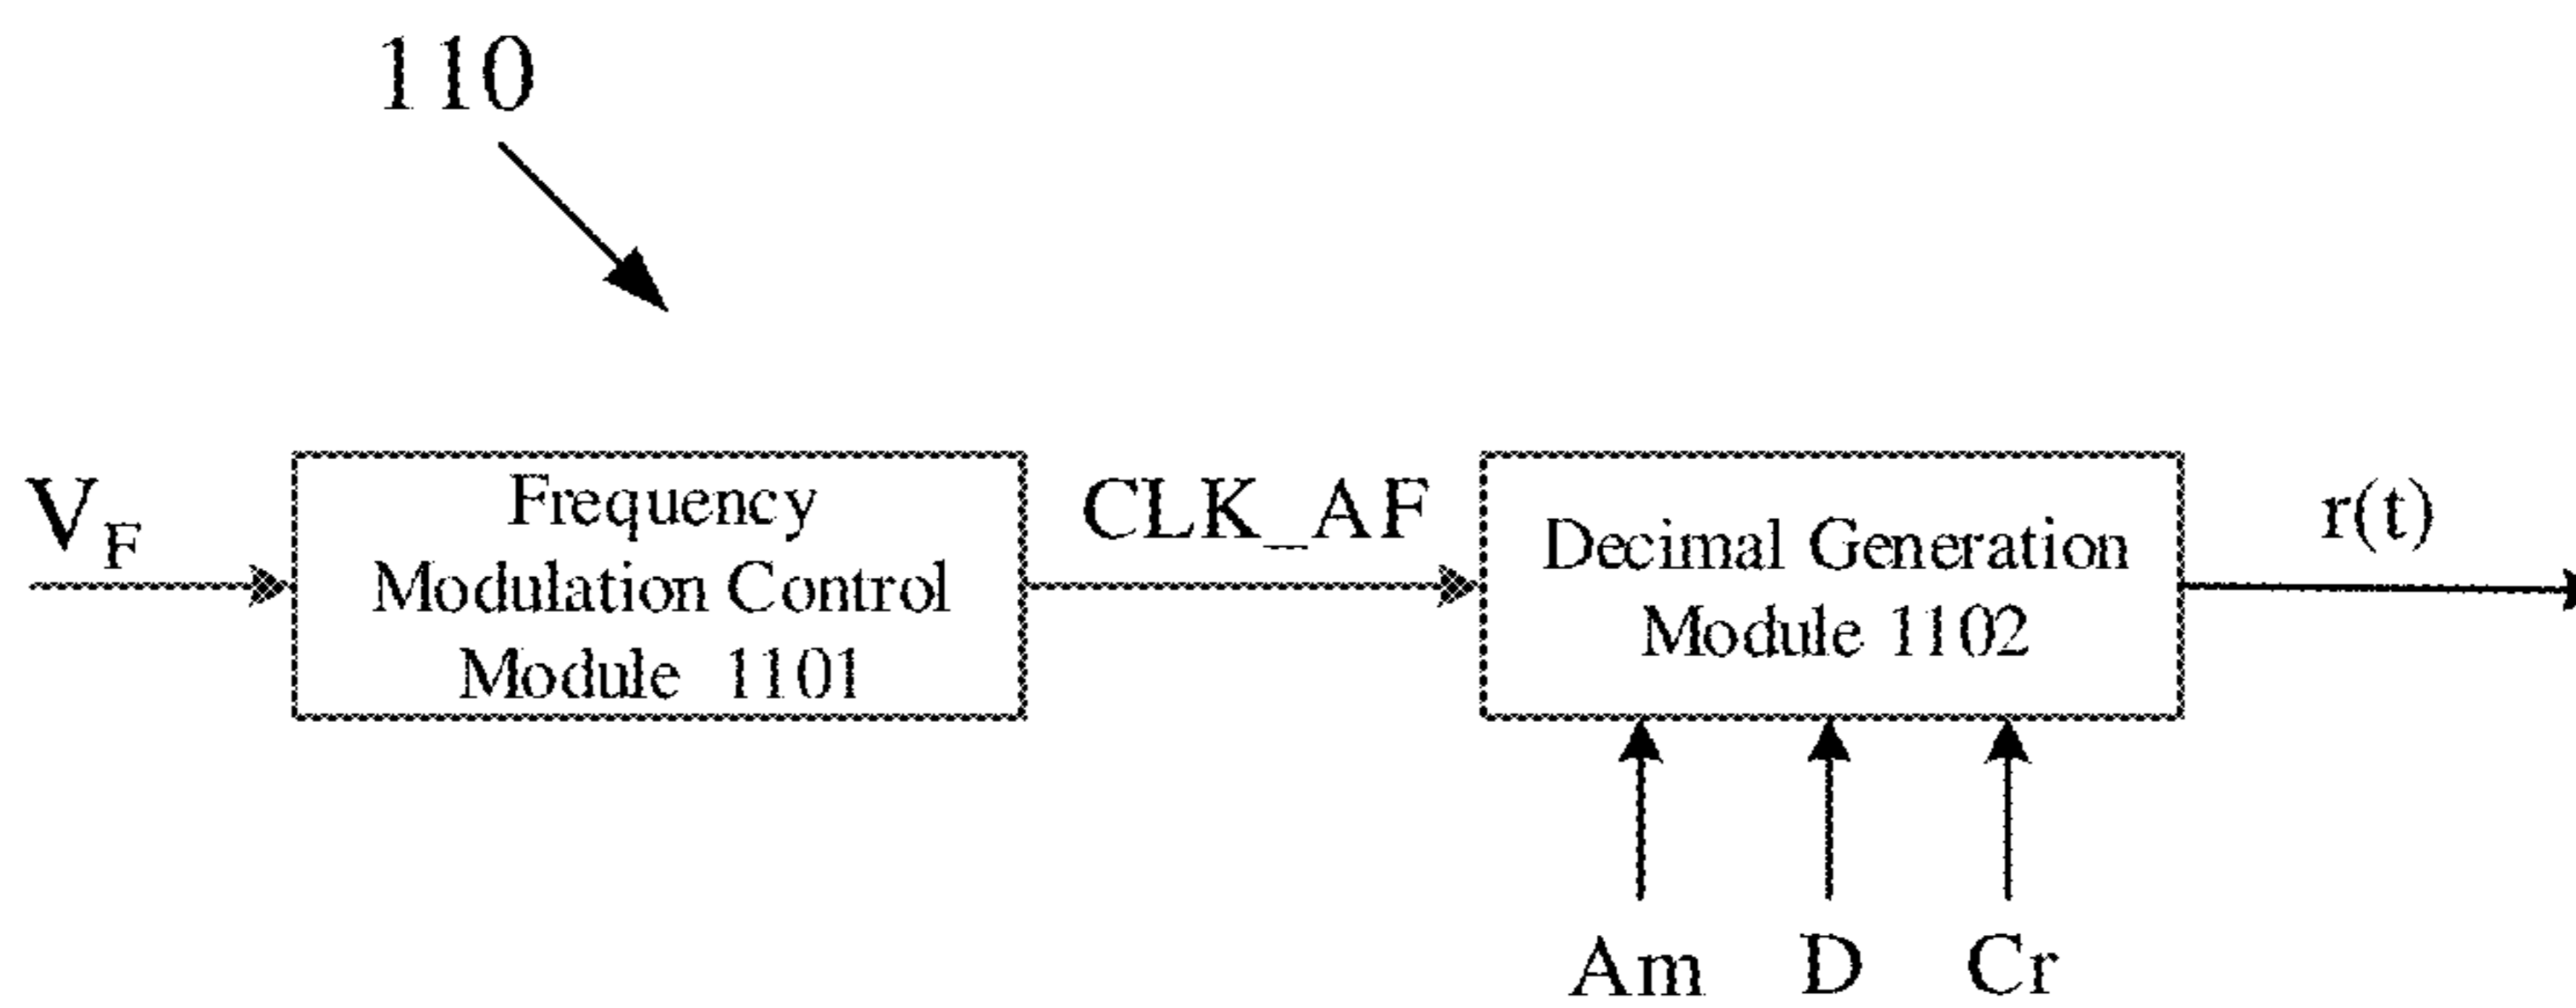 110
V_F
Frequency
Modulation Control
Module 1101
CLK_AF
Decimal Generation
Module 1102
r(t)
Am
D
Cr